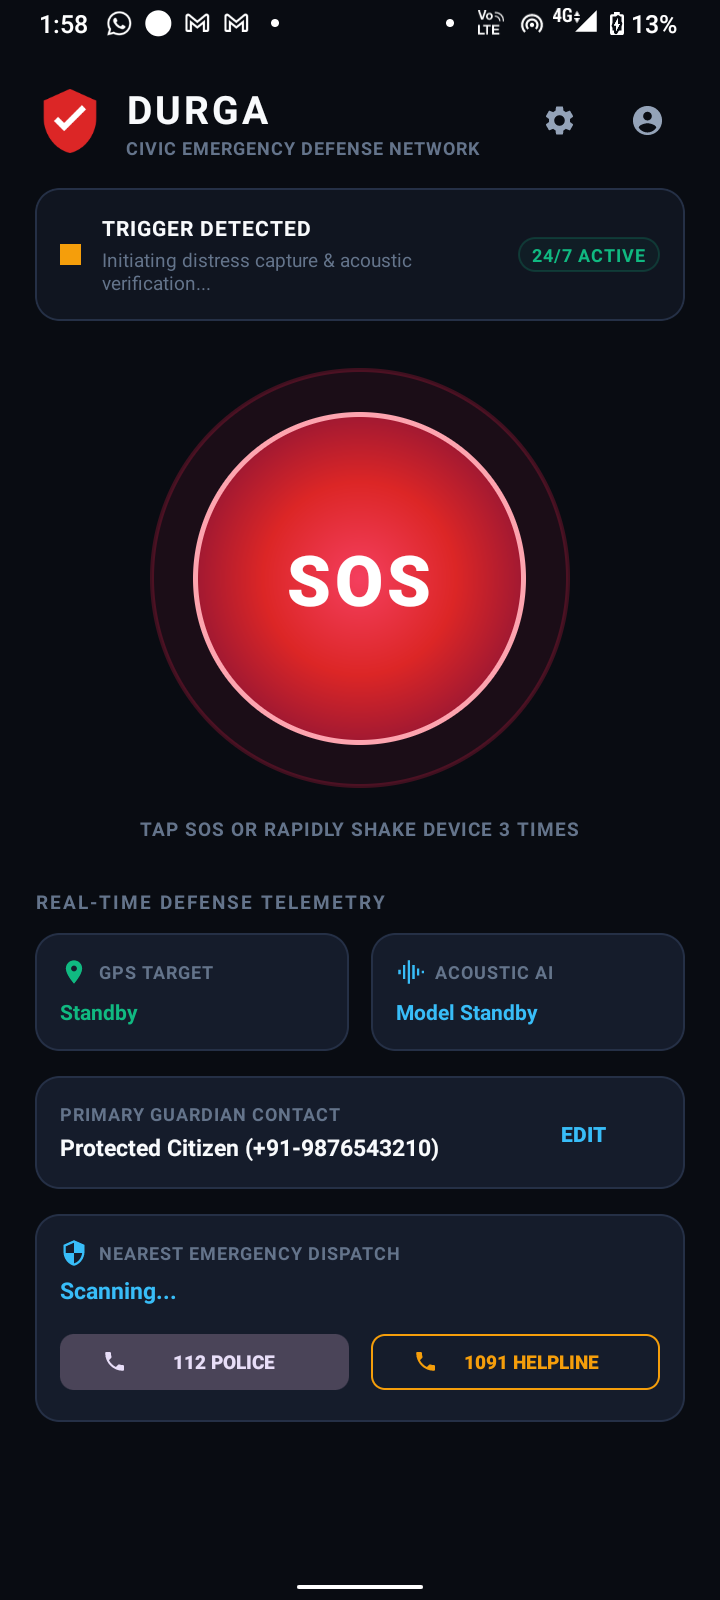 1:58
Vo
LTE
4G
13%
DURGA
CIVIC EMERGENCY DEFENSE NETWORK
TRIGGER DETECTED
Initiating distress capture & acoustic
verification...
24/7 ACTIVE
SOS
TAP SOS OR RAPIDLY SHAKE DEVICE 3 TIMES
REAL-TIME DEFENSE TELEMETRY
GPS TARGET
Standby
ACOUSTIC AI
Model Standby
PRIMARY GUARDIAN CONTACT
Protected Citizen (+91-9876543210)
EDIT
NEAREST EMERGENCY DISPATCH
Scanning...
112 POLICE
1091 HELPLINE